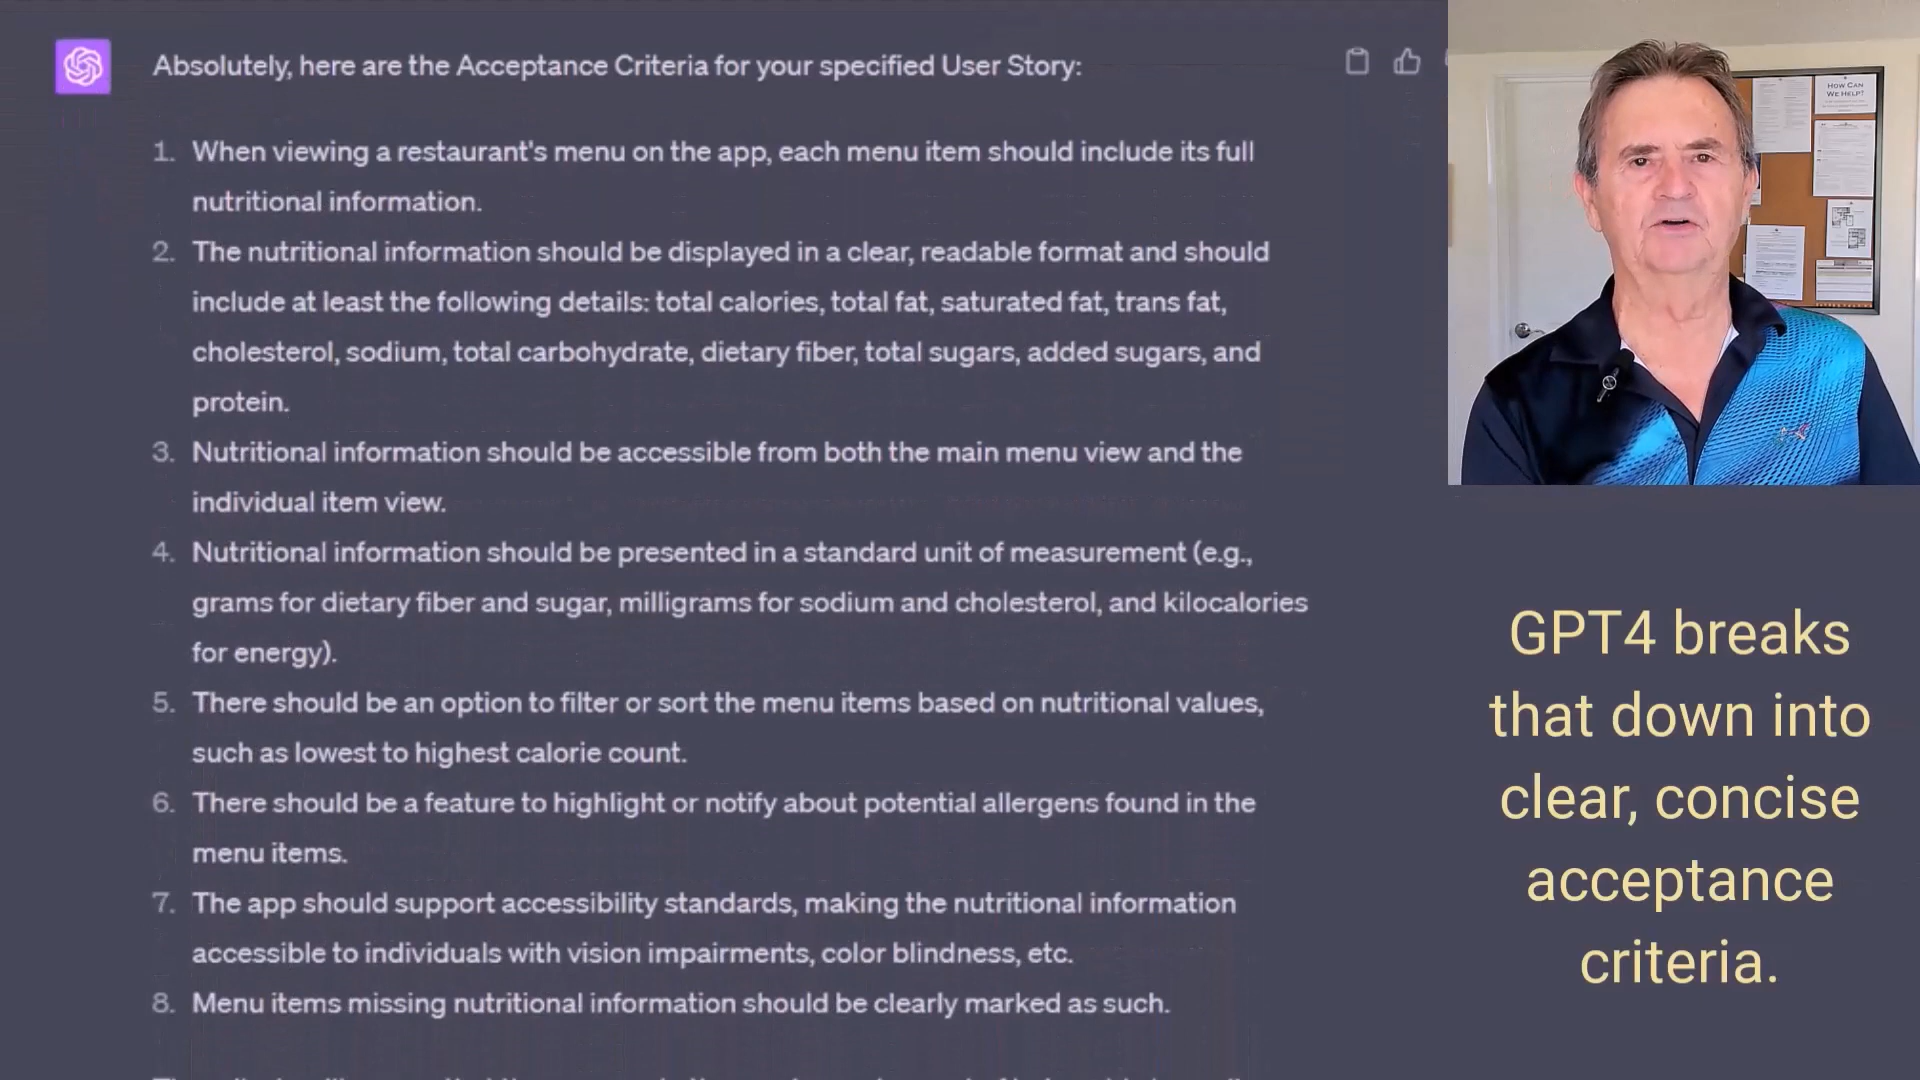 Absolutely, here are the Acceptance Criteria for your specified User Story:
1. When viewing a restaurant's menu on the app, each menu item should include its full
nutritional information.
2. The nutritional information should be displayed in a clear, readable format and should
include at least the following details: total calories, total fat, saturated fat, trans fat,
cholesterol, sodium, total carbohydrate, dietary fiber, total sugars, added sugars, and
protein.
3. Nutritional information should be accessible from both the main menu view and the
individual item view.
4. Nutritional information should be presented in a standard unit of measurement (e.g.,
grams for dietary fiber and sugar, milligrams for sodium and cholesterol, and kilocalories
for energy).
5. There should be an option to filter or sort the menu items based on nutritional values,
such as lowest to highest calorie count.
6. There should be a feature to highlight or notify about potential allergens found in the
menu items.
7. The app should support accessibility standards, making the nutritional information
accessible to individuals with vision impairments, color blindness, etc.
8. Menu items missing nutritional information should be clearly marked as such.
HOW CAN
WE HELP?
GPT4 breaks
that down into
clear, concise
acceptance
criteria.